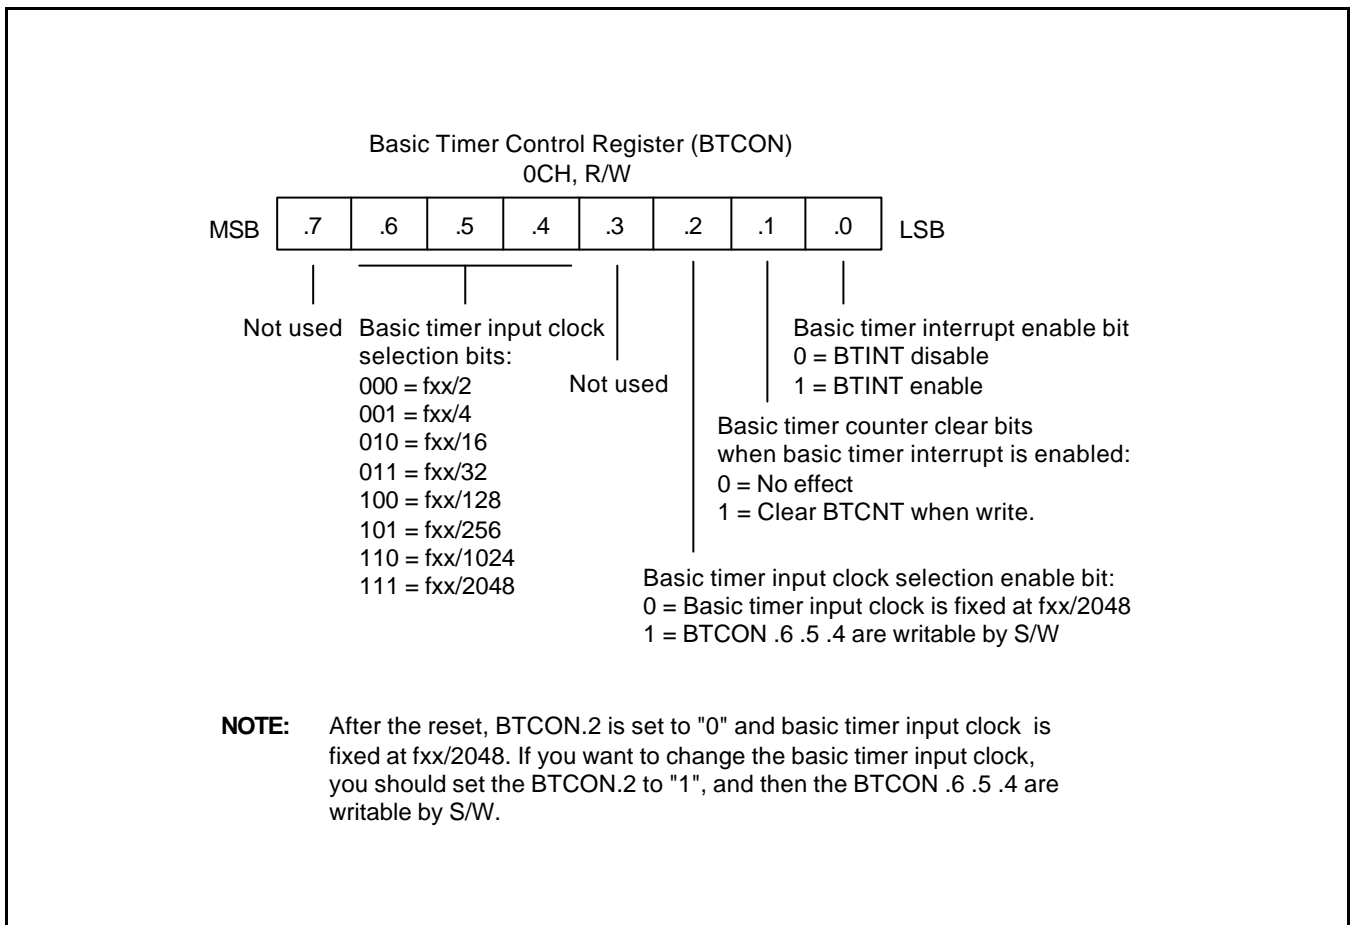 Basic Timer Control Register (BTCON)
0CH, R/W
MSB .7 .6 .5 .4 .3 .2 .1 .0 LSB
Not used
Basic timer input clock
selection bits:
000 = fxx/2
001 = fxx/4
010 = fxx/16
011 = fxx/32
100 = fxx/128
101 = fxx/256
110 = fxx/1024
111 = fxx/2048
Not used
Basic timer interrupt enable bit
0 = BTINT disable
1 = BTINT enable
Basic timer counter clear bits
when basic timer interrupt is enabled:
0 = No effect
1 = Clear BTCNT when write.
Basic timer input clock selection enable bit:
0 = Basic timer input clock is fixed at fxx/2048
1 = BTCON .6 .5 .4 are writable by S/W
NOTE: After the reset, BTCON.2 is set to "0" and basic timer input clock is
fixed at fxx/2048. If you want to change the basic timer input clock,
you should set the BTCON.2 to "1", and then the BTCON .6 .5 .4 are
writable by S/W.